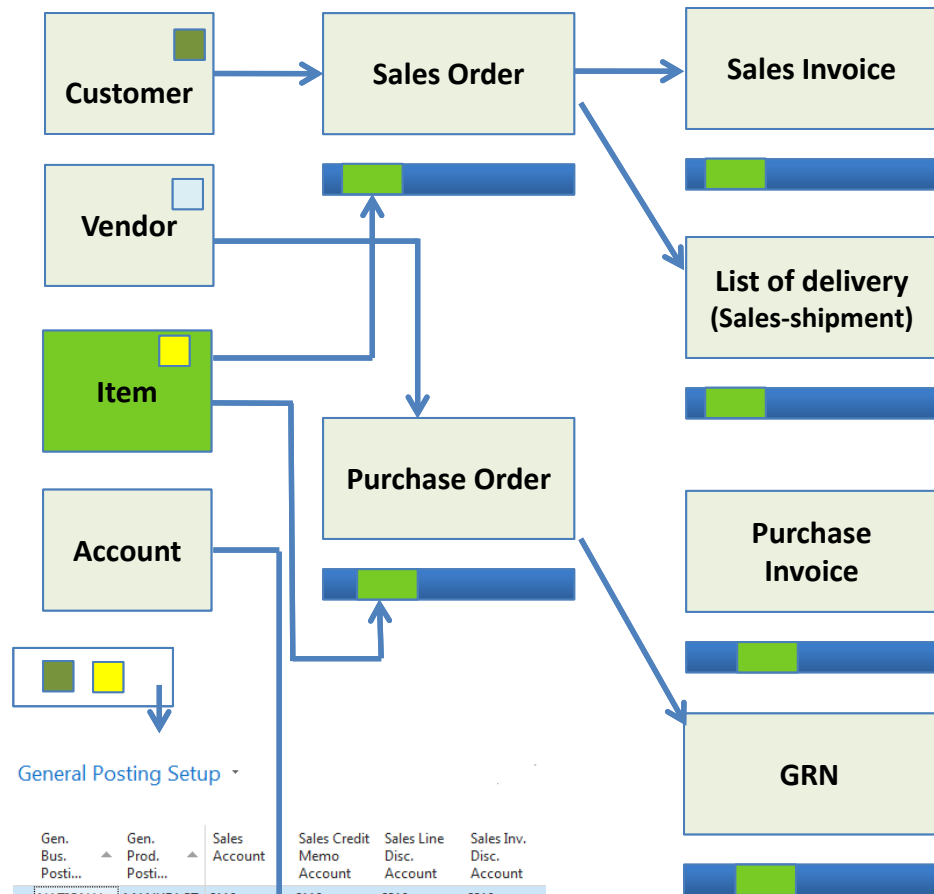 Customer
Sales Order
Sales Invoice
Vendor
List of delivery
(Sales-shipment)
Item
Purchase Order
Account
Purchase
Invoice
GRN
General Posting Setup
Gen.
Bus.
Posti...
Gen.
Prod.
Posti...
Sales
Account
Sales Credit
Memo
Account
Sales Line
Disc.
Account
Sales Inv.
Disc.
Account